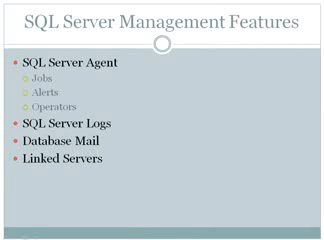 SQL Server Management Features
SQL Server Agent
Jobs
Alerts
Operators
SQL Server Logs
Database Mail
Linked Servers